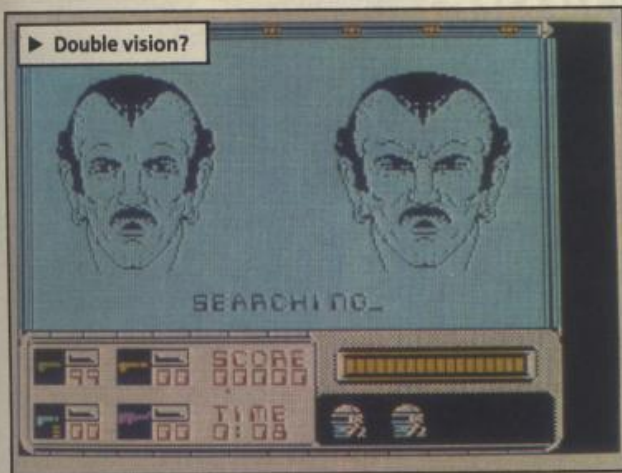 ▶ Double vision?
SEARCHING_
99 00 SCORE
00000
00 00 TIME
0:08